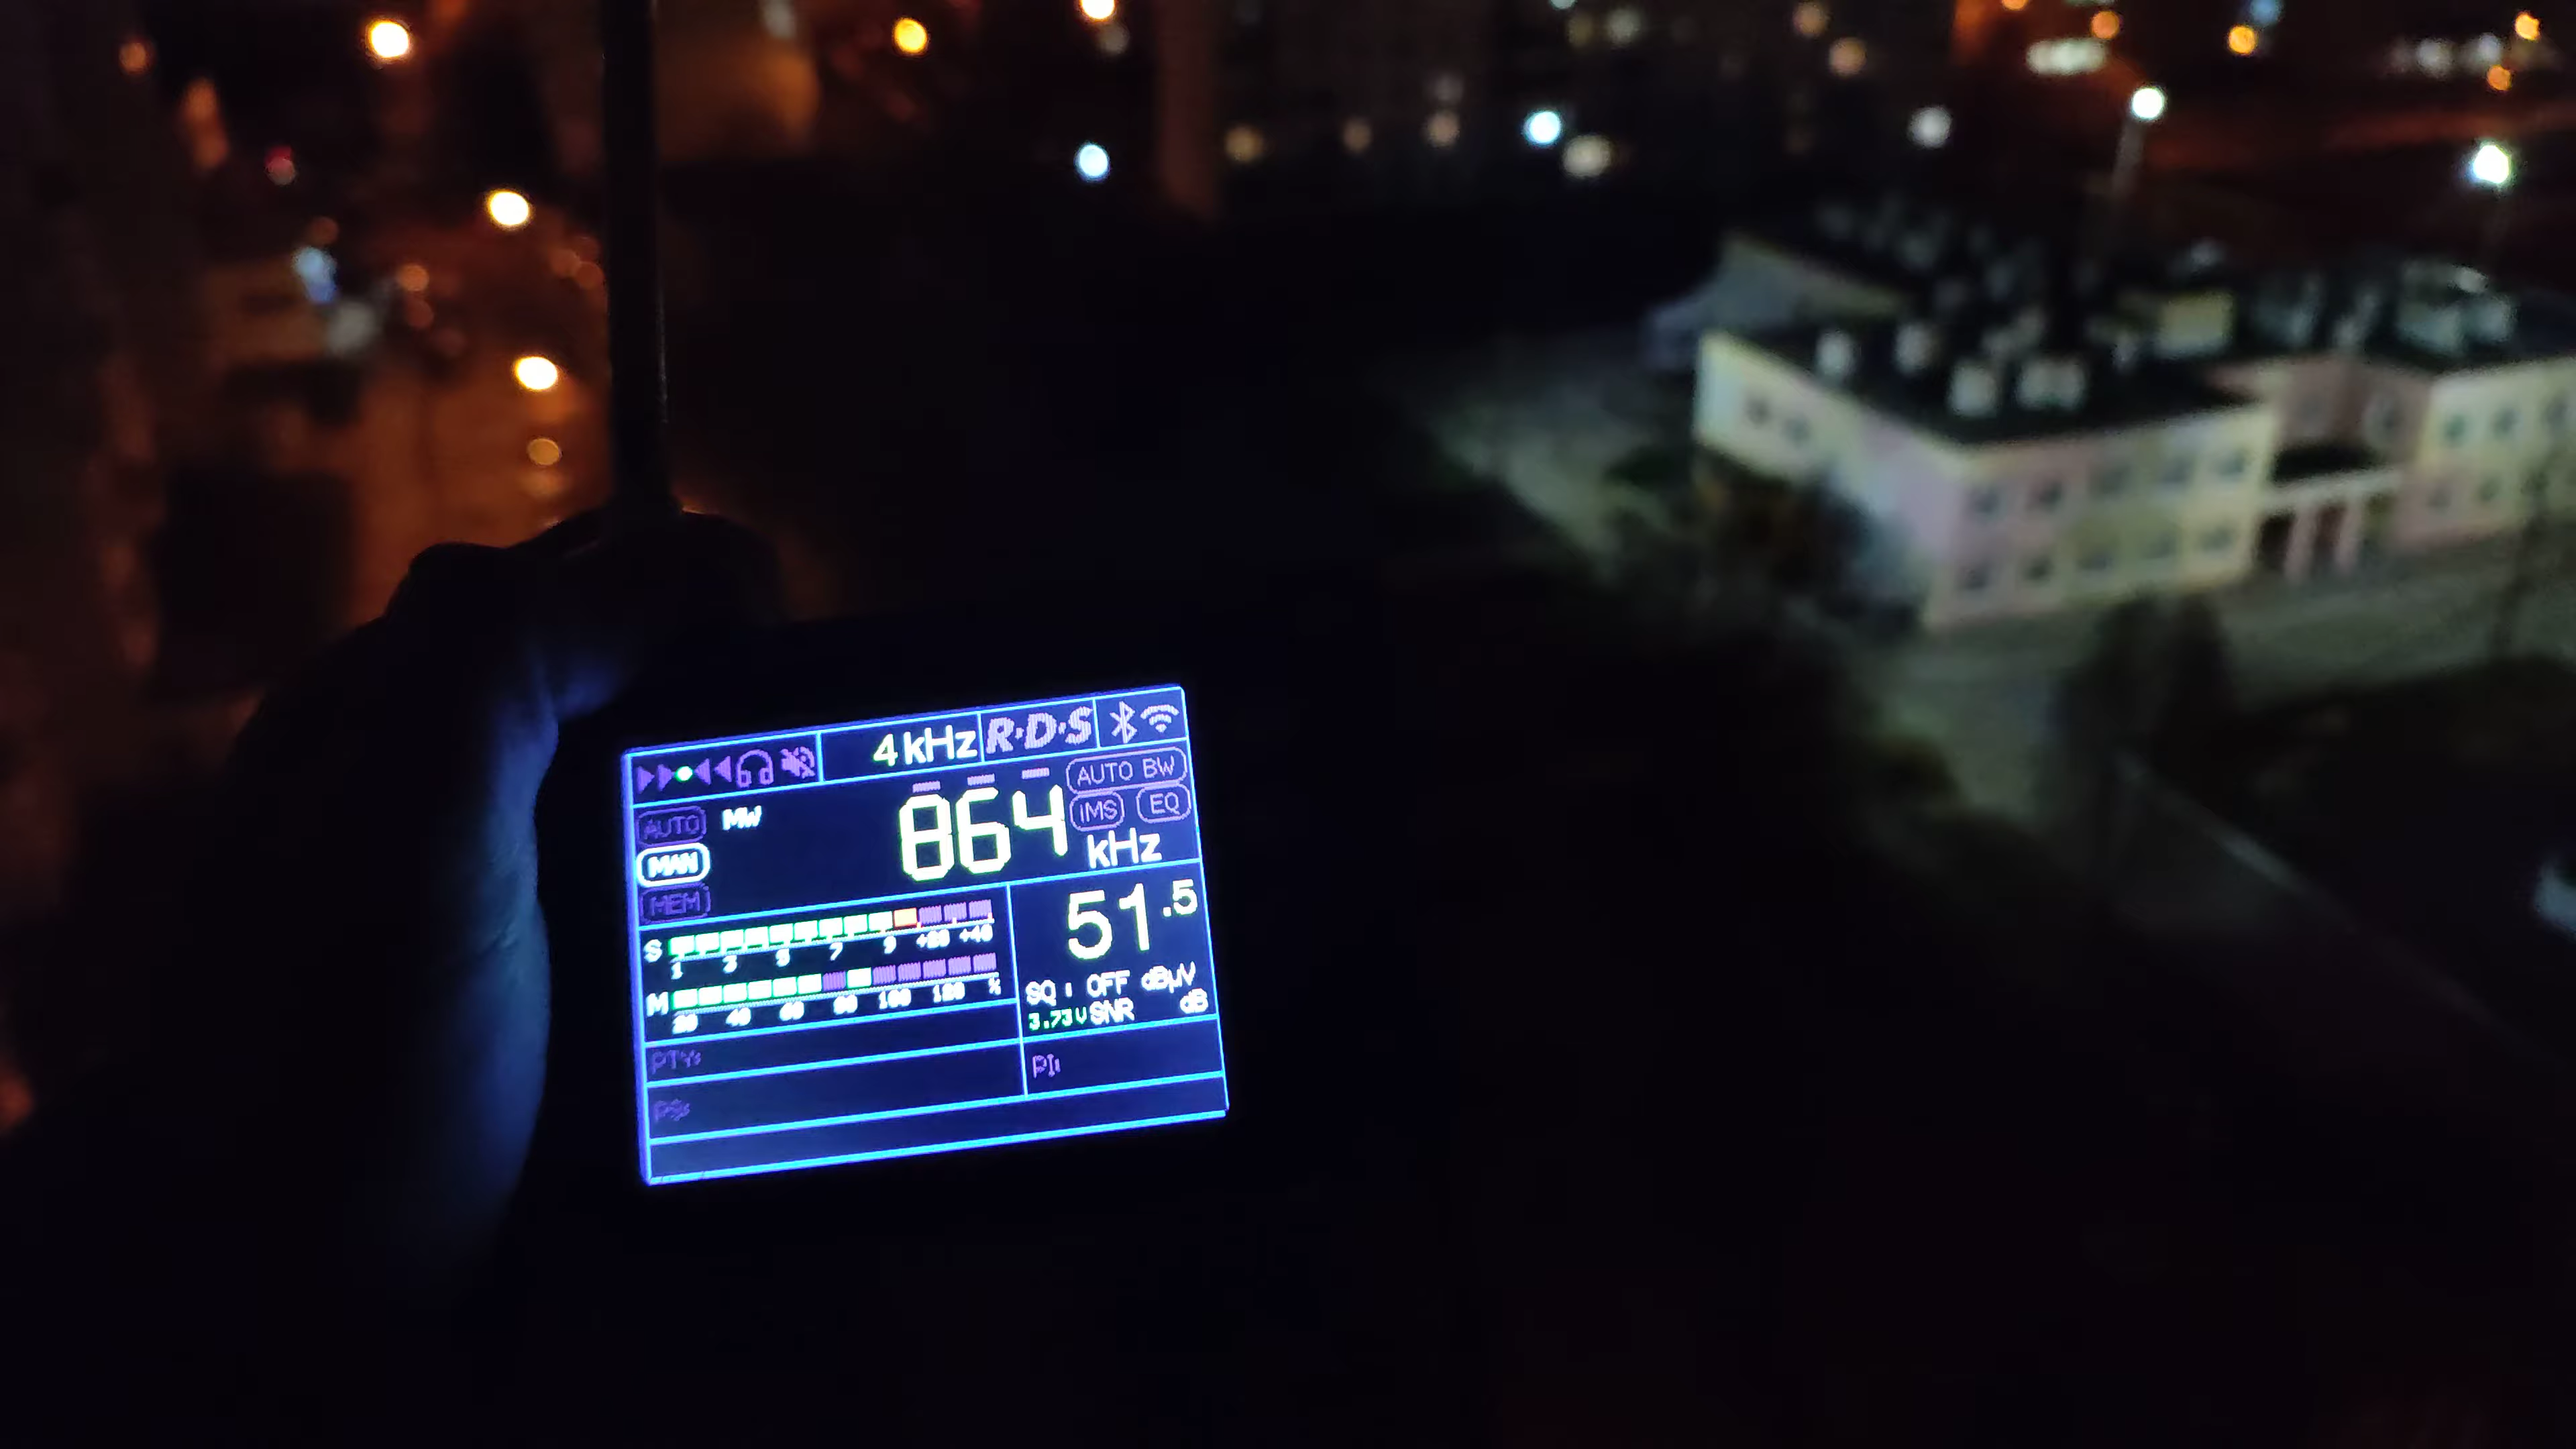 4 kHz R·D·S
AUTO BW
iMS EQ
AUTO MW 864 kHz
MAN
MEM
S 1 3 5 7 9 +20 +40
51.5
M 20 40 60 80 100 120 %
SQ: OFF dBµV
3.73V SNR dB
PTY:
PI:
PS: